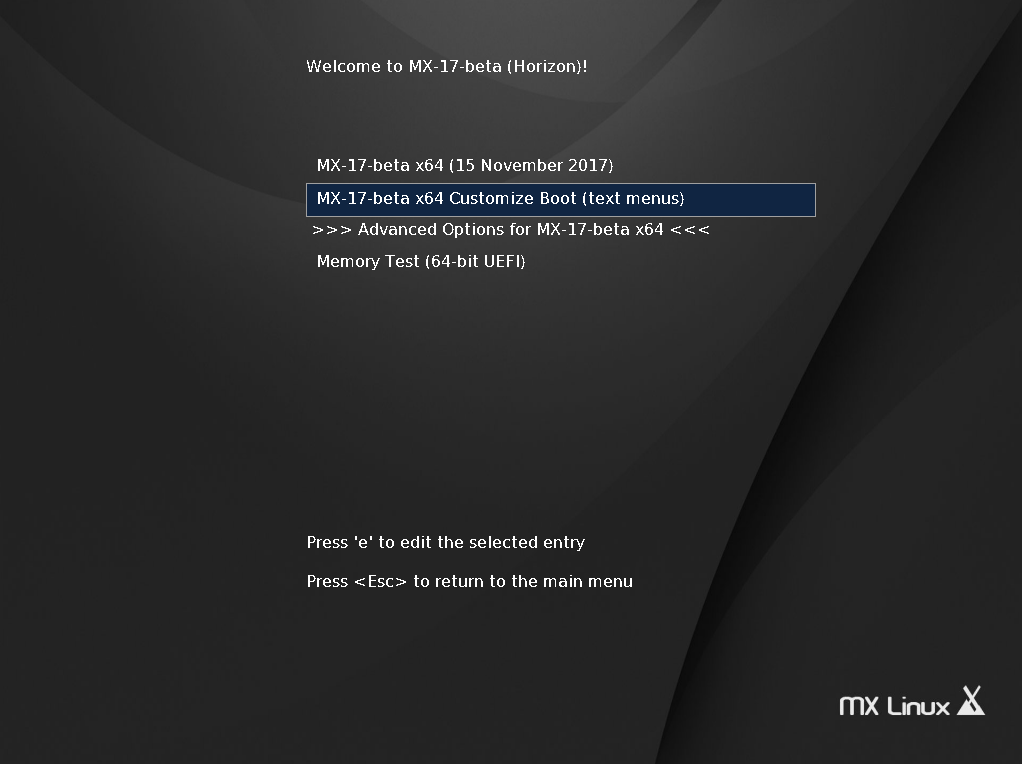 Welcome to MX-17-beta (Horizon)!
MX-17-beta x64 (15 November 2017)
MX-17-beta x64 Customize Boot (text menus)
>>> Advanced Options for MX-17-beta x64 <<<
Memory Test (64-bit UEFI)
Press 'e' to edit the selected entry
Press <Esc> to return to the main menu
MX Linux